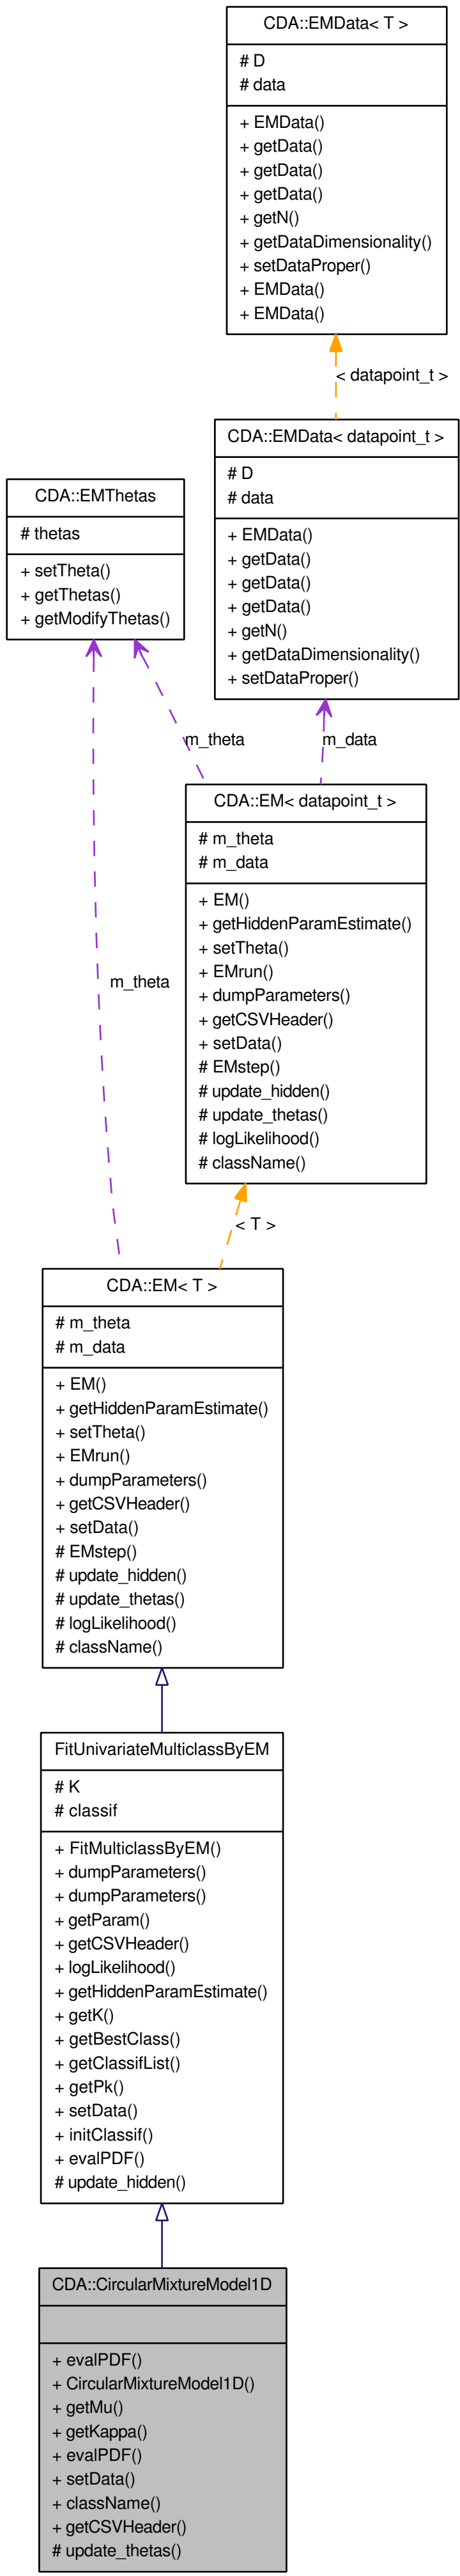 CDA::EMData< T >
# D
# data
+ EMData()
+ getData()
+ getData()
+ getData()
+ getN()
+ getDataDimensionality()
+ setDataProper()
+ EMData()
+ EMData()
< datapoint_t >
CDA::EMData< datapoint_t >
# D
# data
+ EMData()
+ getData()
+ getData()
+ getData()
+ getN()
+ getDataDimensionality()
+ setDataProper()
CDA::EMThetas
# thetas
+ setTheta()
+ getThetas()
+ getModifyThetas()
m_theta
m_data
CDA::EM< datapoint_t >
# m_theta
# m_data
+ EM()
+ getHiddenParamEstimate()
+ setTheta()
+ EMrun()
+ dumpParameters()
+ getCSVHeader()
+ setData()
# EMstep()
# update_hidden()
# update_thetas()
# logLikelihood()
# className()
m_theta
< T >
CDA::EM< T >
# m_theta
# m_data
+ EM()
+ getHiddenParamEstimate()
+ setTheta()
+ EMrun()
+ dumpParameters()
+ getCSVHeader()
+ setData()
# EMstep()
# update_hidden()
# update_thetas()
# logLikelihood()
# className()
FitUnivariateMulticlassByEM
# K
# classif
+ FitMulticlassByEM()
+ dumpParameters()
+ dumpParameters()
+ getParam()
+ getCSVHeader()
+ logLikelihood()
+ getHiddenParamEstimate()
+ getK()
+ getBestClass()
+ getClassifList()
+ getPk()
+ setData()
+ initClassif()
+ evalPDF()
# update_hidden()
CDA::CircularMixtureModel1D
+ evalPDF()
+ CircularMixtureModel1D()
+ getMu()
+ getKappa()
+ evalPDF()
+ setData()
+ className()
+ getCSVHeader()
# update_thetas()